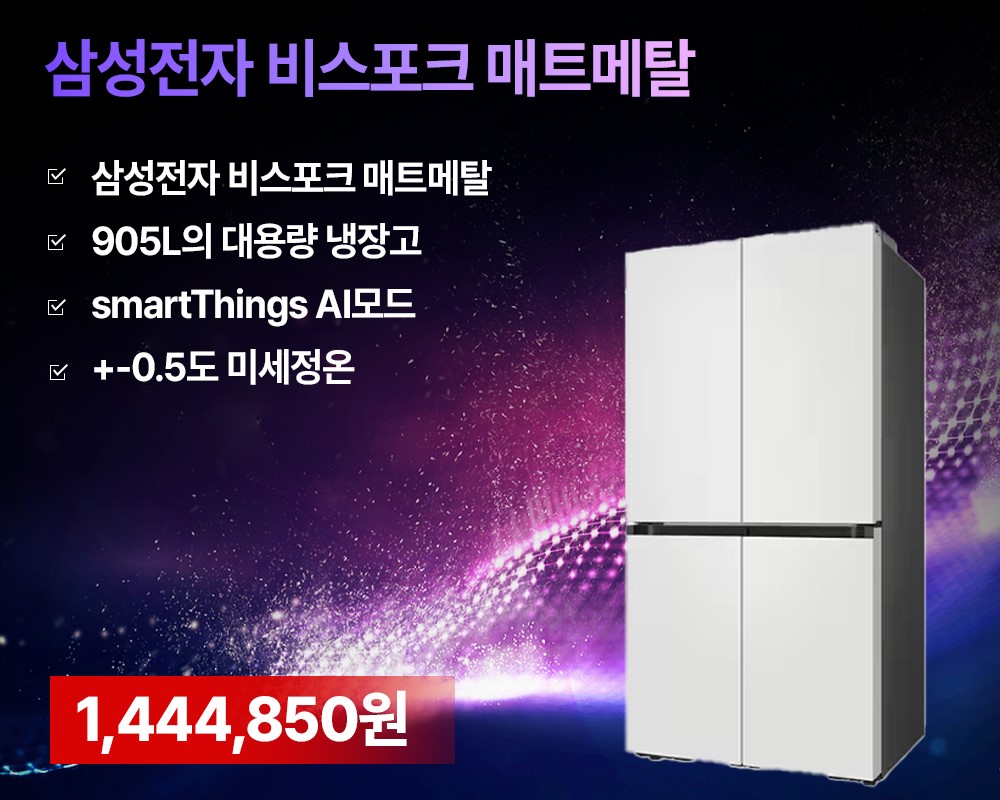 삼성전자 비스포크 매트메탈
삼성전자 비스포크 매트메탈
905L의 대용량 냉장고
smartThings AI모드
+-0.5도 미세정온
1,444,850원